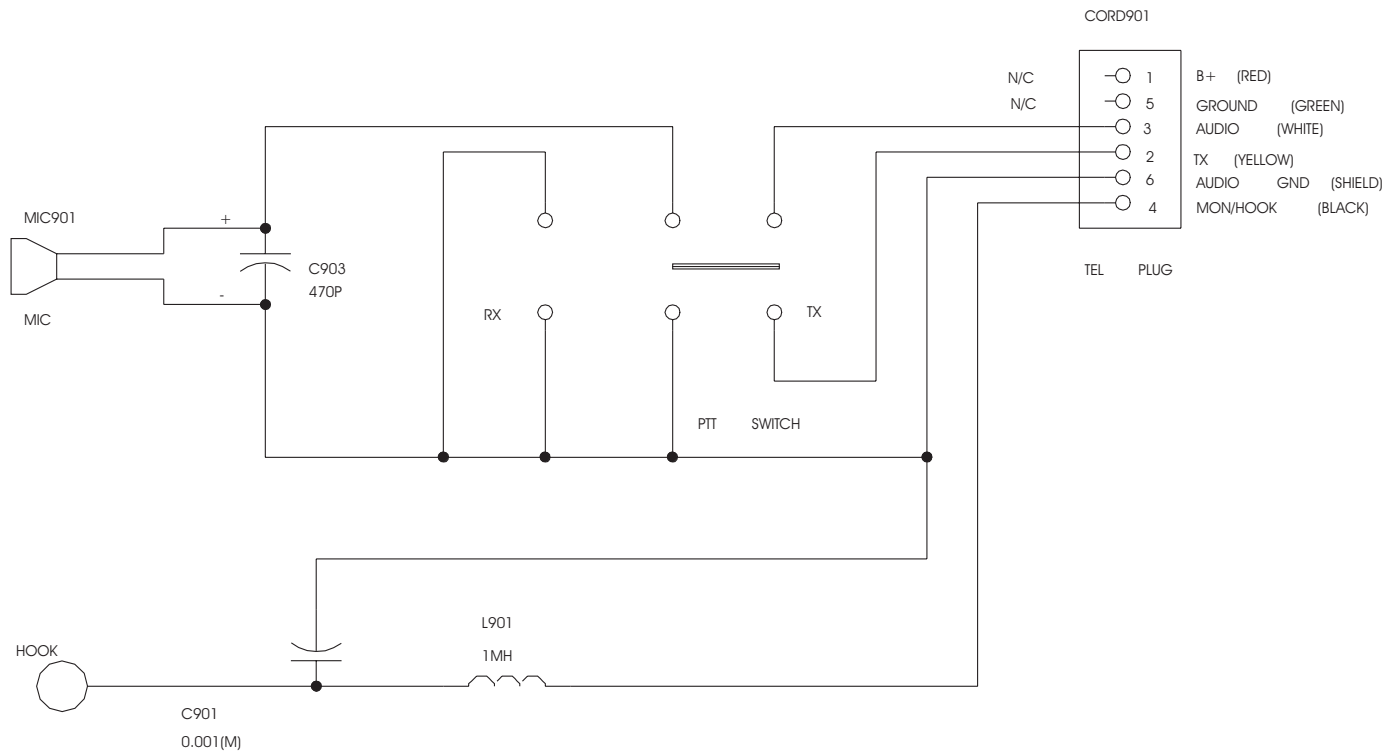 CORD901
N/C 1 B+ (RED)
N/C 5 GROUND (GREEN)
3 AUDIO (WHITE)
2 TX (YELLOW)
6 AUDIO GND (SHIELD)
4 MON/HOOK (BLACK)
TEL PLUG
MIC901
+
-
MIC
C903
470P
RX
TX
PTT SWITCH
HOOK
L901
1MH
C901
0.001(M)